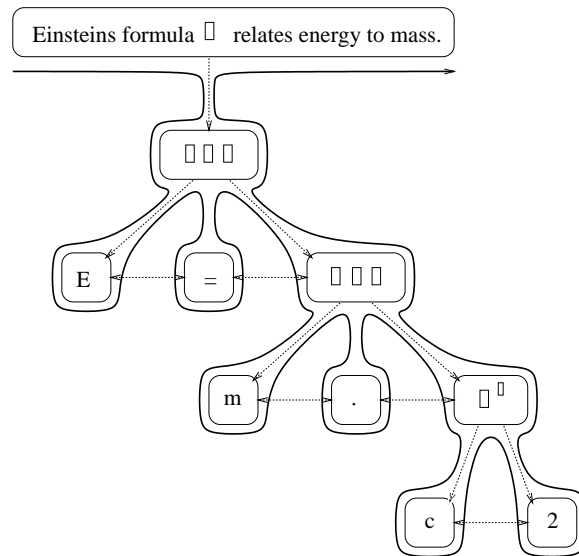 Einsteins formula ▯ relates energy to mass.
▯ ▯ ▯
E = ▯ ▯ ▯
m . ▯▯
c 2